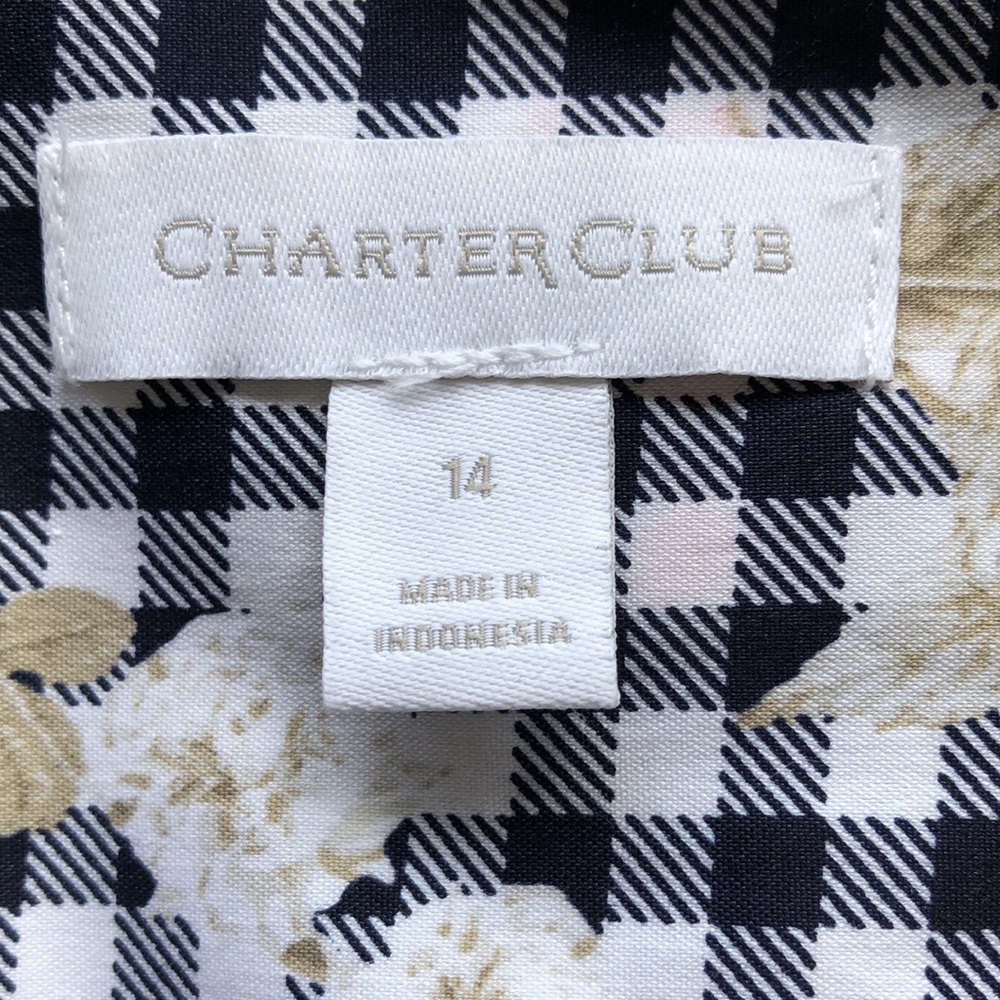 CHARTER CLUB
14
MADE IN
INDONESIA